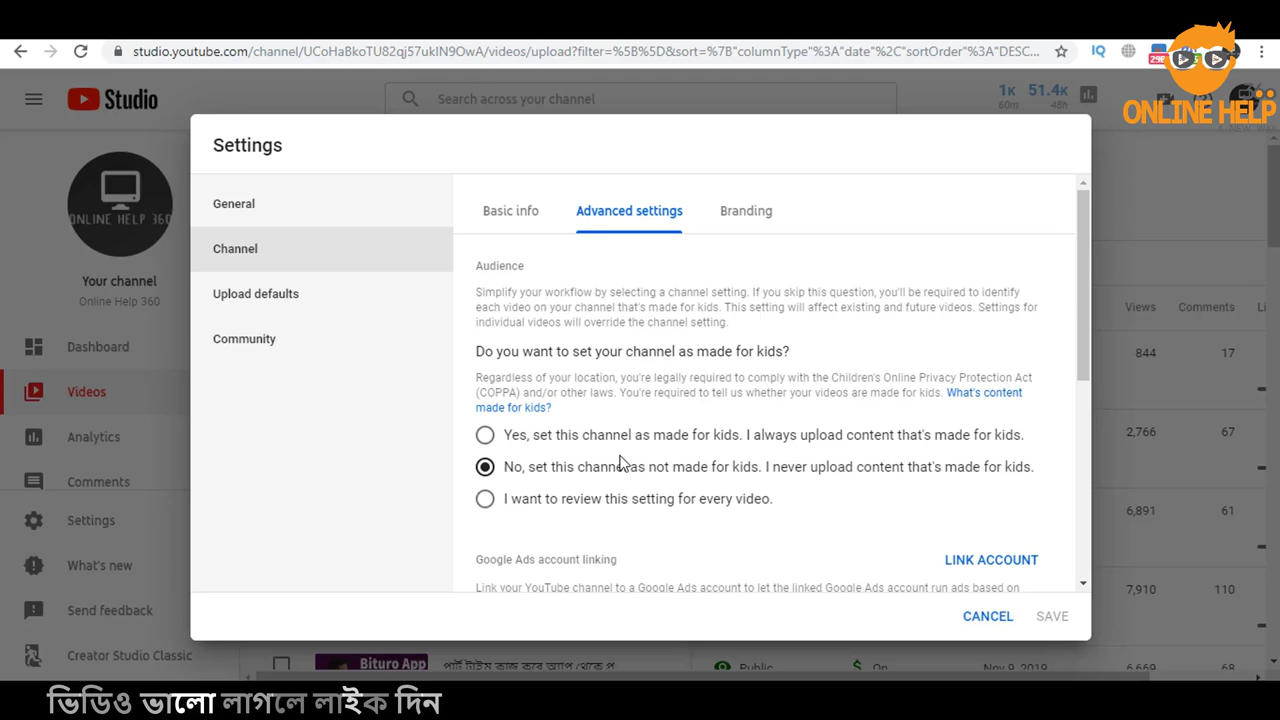 studio.youtube.com/channel/UCoHaBkoTU82qj57ukIN9OwA/videos/upload?filter=%5B%5D&sort=%7B"columnType"%3A"date"%2C"sortOrder"%3A"DESC...
IQ
ONLINE HELP
Studio
Search across your channel
1K 51.4K
60m 48h
Settings
ONLINE HELP 360
Your channel
Online Help 360
Dashboard
Videos
Analytics
Comments
Settings
What's new
Send feedback
Creator Studio Classic
General
Channel
Upload defaults
Community
Basic info Advanced settings Branding
Audience
Simplify your workflow by selecting a channel setting. If you skip this question, you'll be required to identify
each video on your channel that's made for kids. This setting will affect existing and future videos. Settings for
individual videos will override the channel setting.
Do you want to set your channel as made for kids?
Regardless of your location, you're legally required to comply with the Children's Online Privacy Protection Act
(COPPA) and/or other laws. You're required to tell us whether your videos are made for kids. What's content
made for kids?
Yes, set this channel as made for kids. I always upload content that's made for kids.
No, set this channel as not made for kids. I never upload content that's made for kids.
I want to review this setting for every video.
Google Ads account linking LINK ACCOUNT
Link your YouTube channel to a Google Ads account to let the linked Google Ads account run ads based on
CANCEL SAVE
Views Comments
844 17
2,766 67
6,891 61
7,910 110
Bituro App
Public On Nov 9, 2019 6,669 68
ভিডিও ভালো লাগলে লাইক দিন